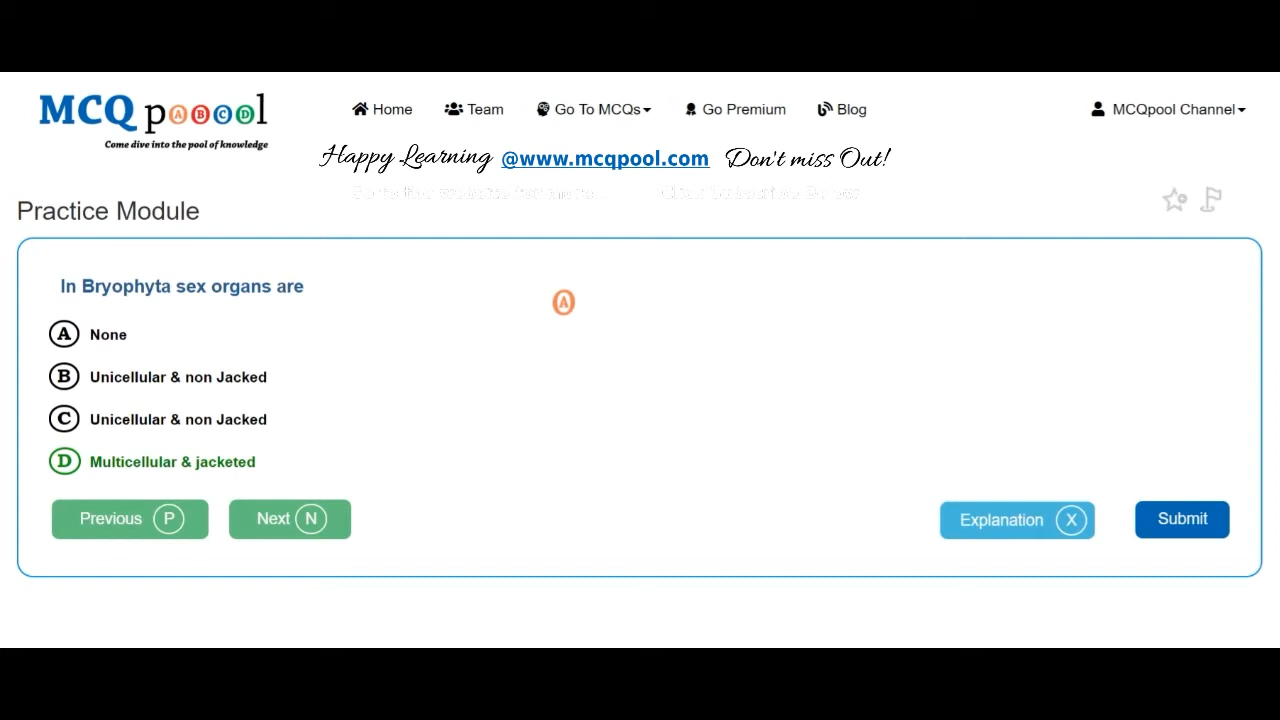 MCQ pABCDl
Come dive into the pool of knowledge
Home Team Go To MCQs Go Premium Blog MCQpool Channel
Happy Learning @www.mcqpool.com Don't miss Out!
Practice Module
In Bryophyta sex organs are
A
A None
B Unicellular & non Jacked
C Unicellular & non Jacked
D Multicellular & jacketed
Previous P Next N Explanation X Submit